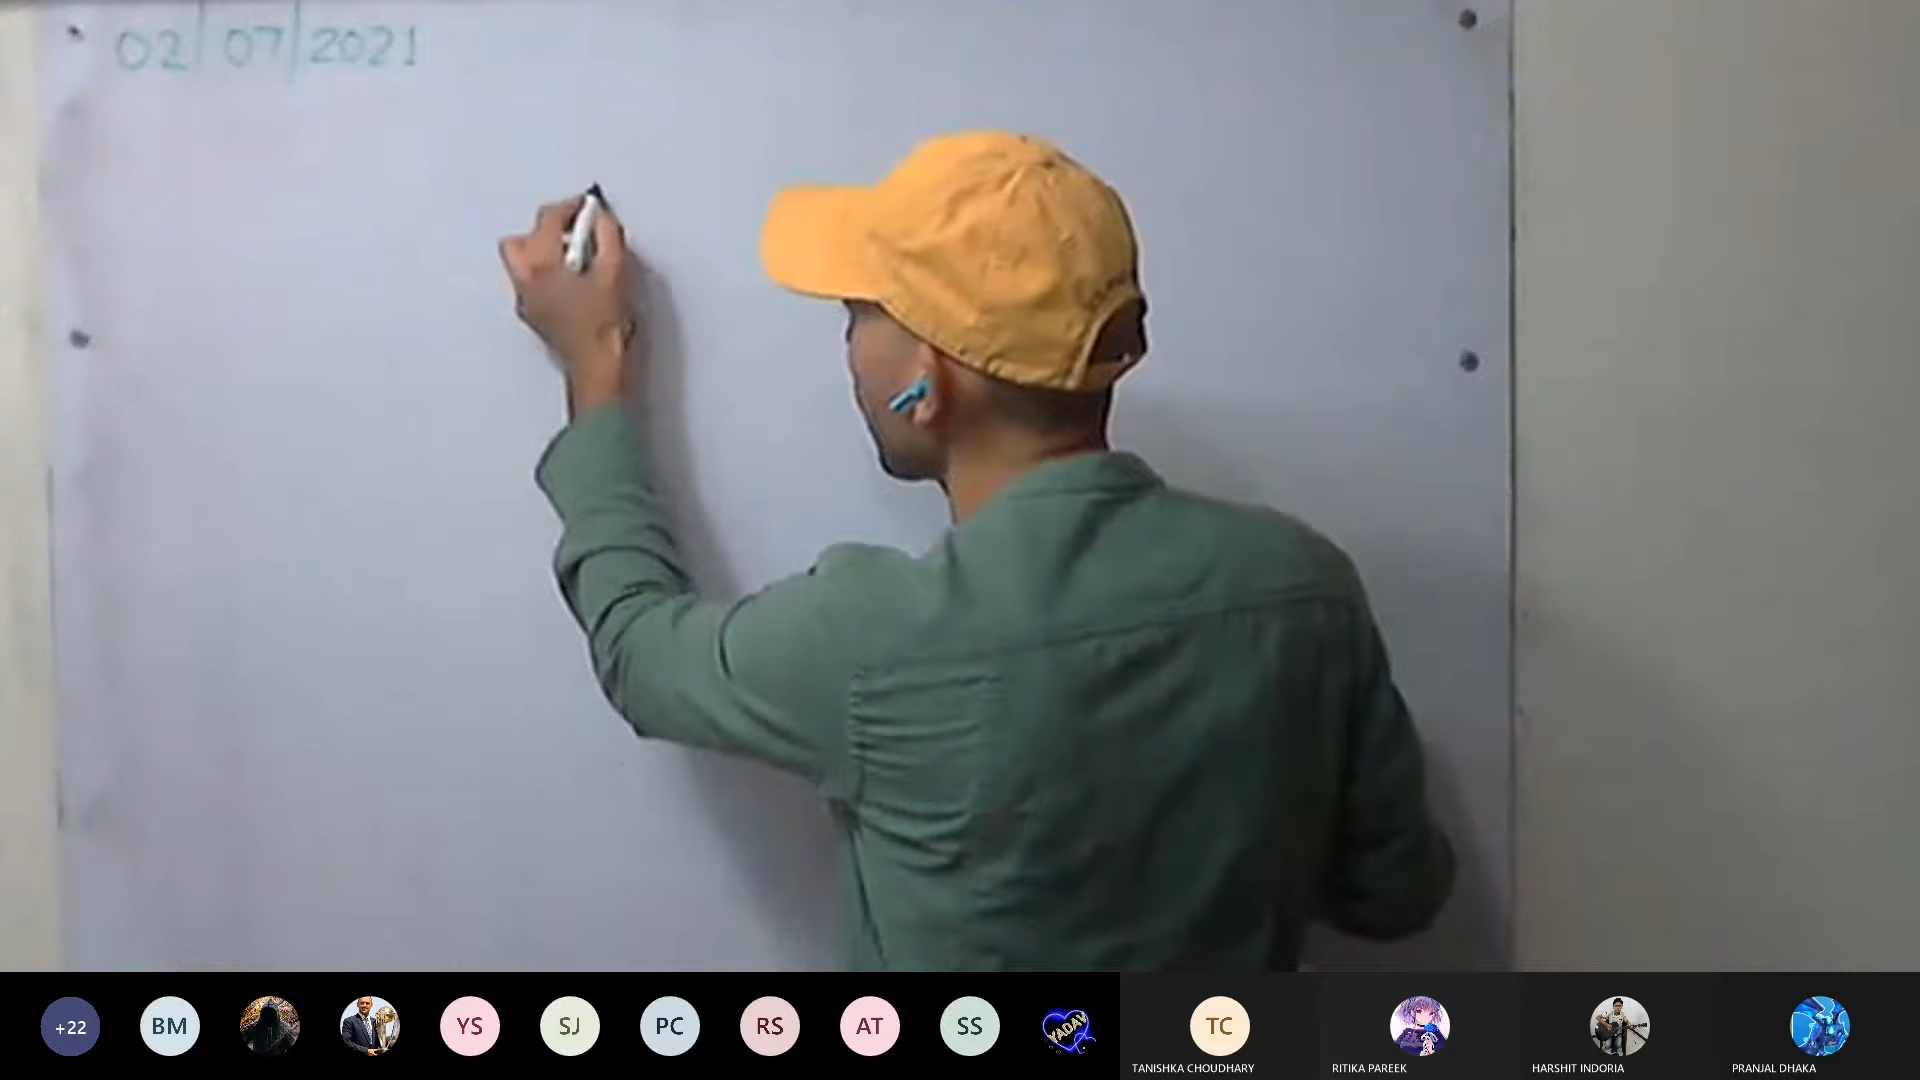 02/07/2021
+22 BM YS SJ PC RS AT SS YADAV TC
TANISHKA CHOUDHARY RITIKA PAREEK HARSHIT INDORIA PRANJAL DHAKA